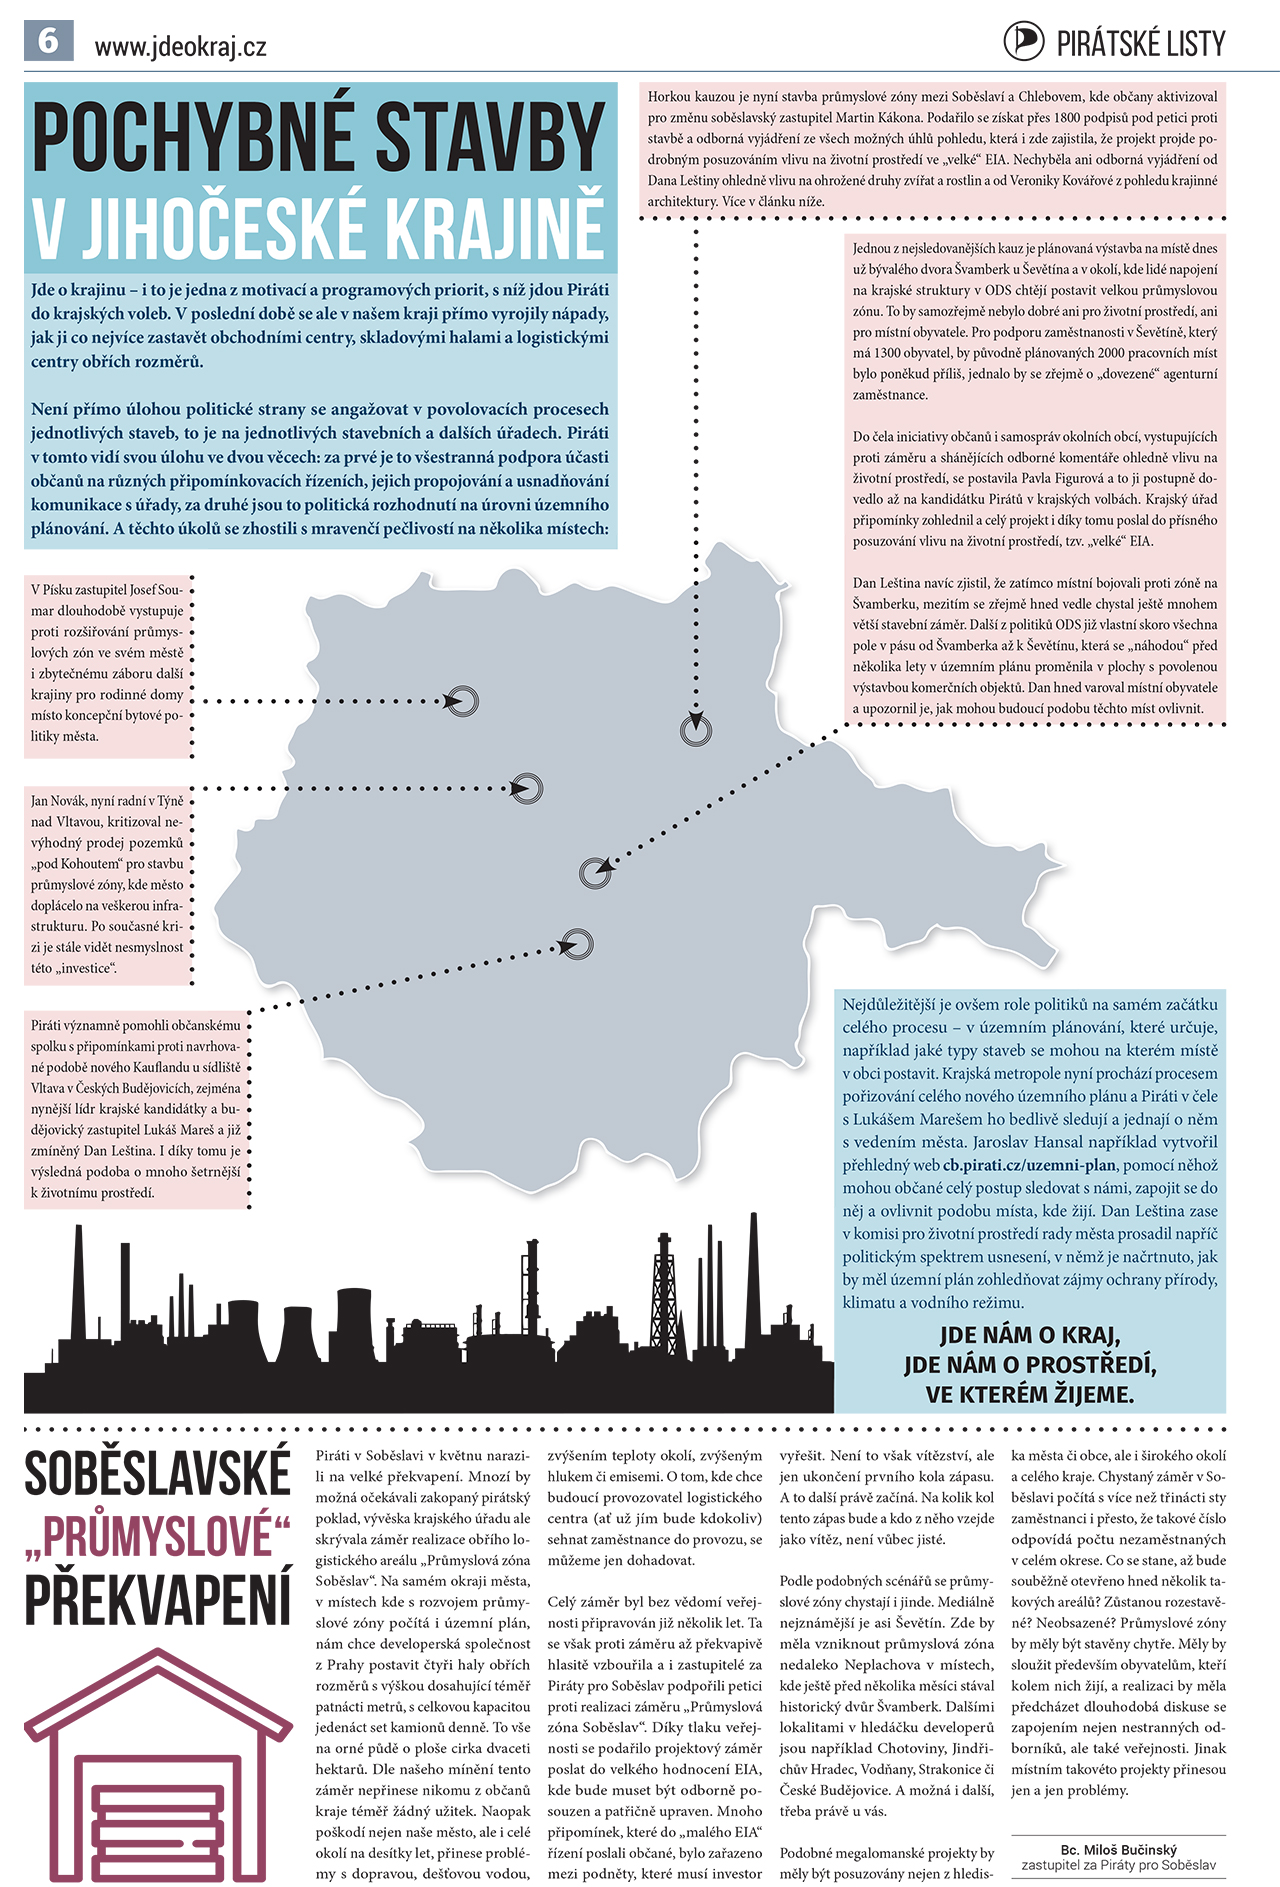 6
www.jdeokraj.cz
PIRÁTSKÉ LISTY
POCHYBNÉ STAVBY
V JIHOČESKÉ KRAJINĚ
Jde o krajinu – i to je jedna z motivací a programových priorit, s níž jdou Piráti
do krajských voleb. V poslední době se ale v našem kraji přímo vyrojily nápady,
jak ji co nejvíce zastavět obchodními centry, skladovými halami a logistickými
centry obřích rozměrů.
Není přímo úlohou politické strany se angažovat v povolovacích procesech
jednotlivých staveb, to je na jednotlivých stavebních a dalších úřadech. Piráti
v tomto vidí svou úlohu ve dvou věcech: za prvé je to všestranná podpora účasti
občanů na různých připomínkovacích řízeních, jejich propojování a usnadňování
komunikace s úřady, za druhé jsou to politická rozhodnutí na úrovni územního
plánování. A těchto úkolů se zhostili s mravenčí pečlivostí na několika místech:
Horkou kauzou je nyní stavba průmyslové zóny mezi Soběslaví a Chlebovem, kde občany aktivizoval
pro změnu soběslavský zastupitel Martin Kákona. Podařilo se získat přes 1800 podpisů pod petici proti
stavbě a odborná vyjádření ze všech možných úhlů pohledu, která i zde zajistila, že projekt projde po-
drobným posuzováním vlivu na životní prostředí ve „velké“ EIA. Nechyběla ani odborná vyjádření od
Dana Leštiny ohledně vlivu na ohrožené druhy zvířat a rostlin a od Veroniky Kovářové z pohledu krajinné
architektury. Více v článku níže.
Jednou z nejsledovanějších kauz je plánovaná výstavba na místě dnes
už bývalého dvora Švamberk u Ševětína a v okolí, kde lidé napojení
na krajské struktury v ODS chtějí postavit velkou průmyslovou
zónu. To by samozřejmě nebylo dobré ani pro životní prostředí, ani
pro místní obyvatele. Pro podporu zaměstnanosti v Ševětíně, který
má 1300 obyvatel, by původně plánovaných 2000 pracovních míst
bylo poněkud příliš, jednalo by se zřejmě o „dovezené“ agenturní
zaměstnance.
Do čela iniciativy občanů i samospráv okolních obcí, vystupujících
proti záměru a shánějících odborné komentáře ohledně vlivu na
životní prostředí, se postavila Pavla Figurová a to ji postupně do-
vedlo až na kandidátku Pirátů v krajských volbách. Krajský úřad
připomínky zohlednil a celý projekt i díky tomu poslal do přísného
posuzování vlivu na životní prostředí, tzv. „velké“ EIA.
Dan Leština navíc zjistil, že zatímco místní bojovali proti zóně na
Švamberku, mezitím se zřejmě hned vedle chystal ještě mnohem
větší stavební záměr. Další z politiků ODS již vlastní skoro všechna
pole v pásu od Švamberka až k Ševětínu, která se „náhodou“ před
několika lety v územním plánu proměnila v plochy s povolenou
výstavbou komerčních objektů. Dan hned varoval místní obyvatele
a upozornil je, jak mohou budoucí podobu těchto míst ovlivnit.
V Písku zastupitel Josef Sou-
mar dlouhodobě vystupuje
proti rozšiřování průmys-
lových zón ve svém městě
i zbytečnému záboru další
krajiny pro rodinné domy
místo koncepční bytové po-
litiky města.
Jan Novák, nyní radní v Týně
nad Vltavou, kritizoval ne-
výhodný prodej pozemků
„pod Kohoutem“ pro stavbu
průmyslové zóny, kde město
doplácelo na veškerou infra-
strukturu. Po současné kri-
zi je stále vidět nesmyslnost
této „investice“.
Piráti významně pomohli občanskému
spolku s připomínkami proti navrhova-
né podobě nového Kauflandu u sídliště
Vltava v Českých Budějovicích, zejména
nynější lídr krajské kandidátky a bu-
dějovický zastupitel Lukáš Mareš a již
zmíněný Dan Leština. I díky tomu je
výsledná podoba o mnoho šetrnější
k životnímu prostředí.
Nejdůležitější je ovšem role politiků na samém začátku
celého procesu – v územním plánování, které určuje,
například jaké typy staveb se mohou na kterém místě
v obci postavit. Krajská metropole nyní prochází procesem
pořizování celého nového územního plánu a Piráti v čele
s Lukášem Marešem ho bedlivě sledují a jednají o něm
s vedením města. Jaroslav Hansal například vytvořil
přehledný web cb.pirati.cz/uzemni-plan, pomocí něhož
mohou občané celý postup sledovat s námi, zapojit se do
něj a ovlivnit podobu místa, kde žijí. Dan Leština zase
v komisi pro životní prostředí rady města prosadil napříč
politickým spektrem usnesení, v němž je načrtnuto, jak
by měl územní plán zohledňovat zájmy ochrany přírody,
klimatu a vodního režimu.
JDE NÁM O KRAJ,
JDE NÁM O PROSTŘEDÍ,
VE KTERÉM ŽIJEME.
SOBĚSLAVSKÉ
„PRŮMYSLOVÉ“
PŘEKVAPENÍ
Piráti v Soběslavi v květnu narazi-
li na velké překvapení. Mnozí by
možná očekávali zakopaný pirátský
poklad, vývěska krajského úřadu ale
skrývala záměr realizace obřího lo-
gistického areálu „Průmyslová zóna
Soběslav“. Na samém okraji města,
v místech kde s rozvojem průmy-
slové zóny počítá i územní plán,
nám chce developerská společnost
z Prahy postavit čtyři haly obřích
rozměrů s výškou dosahující téměř
patnácti metrů, s celkovou kapacitou
jedenáct set kamionů denně. To vše
na orné půdě o ploše cirka dvaceti
hektarů. Dle našeho mínění tento
záměr nepřinese nikomu z občanů
kraje téměř žádný užitek. Naopak
poškodí nejen naše město, ale i celé
okolí na desítky let, přinese problé-
my s dopravou, dešťovou vodou,
zvýšením teploty okolí, zvýšeným
hlukem či emisemi. O tom, kde chce
budoucí provozovatel logistického
centra (ať už jím bude kdokoliv)
sehnat zaměstnance do provozu, se
můžeme jen dohadovat.
Celý záměr byl bez vědomí veřej-
nosti připravován již několik let. Ta
se však proti záměru až překvapivě
hlasitě vzbouřila a i zastupitelé za
Piráty pro Soběslav podpořili petici
proti realizaci záměru „Průmyslová
zóna Soběslav“. Díky tlaku veřej-
nosti se podařilo projektový záměr
poslat do velkého hodnocení EIA,
kde bude muset být odborně po-
souzen a patřičně upraven. Mnoho
připomínek, které do „malého EIA“
řízení poslali občané, bylo zařazeno
mezi podněty, které musí investor
vyřešit. Není to však vítězství, ale
jen ukončení prvního kola zápasu.
A to další právě začíná. Na kolik kol
tento zápas bude a kdo z něho vzejde
jako vítěz, není vůbec jisté.
Podle podobných scénářů se průmy-
slové zóny chystají i jinde. Mediálně
nejznámější je asi Ševětín. Zde by
měla vzniknout průmyslová zóna
nedaleko Neplachova v místech,
kde ještě před několika měsíci stával
historický dvůr Švamberk. Dalšími
lokalitami v hledáčku developerů
jsou například Chotoviny, Jindři-
chův Hradec, Vodňany, Strakonice či
České Budějovice. A možná i další,
třeba právě u vás.
Podobné megalomanské projekty by
měly být posuzovány nejen z hledis-
ka města či obce, ale i širokého okolí
a celého kraje. Chystaný záměr v So-
běslavi počítá s více než třinácti sty
zaměstnanci i přesto, že takové číslo
odpovídá počtu nezaměstnaných
v celém okrese. Co se stane, až bude
souběžně otevřeno hned několik ta-
kových areálů? Zůstanou rozestavě-
né? Neobsazené? Průmyslové zóny
by měly být stavěny chytře. Měly by
sloužit především obyvatelům, kteří
kolem nich žijí, a realizaci by měla
předcházet dlouhodobá diskuse se
zapojením nejen nestranných od-
borníků, ale také veřejnosti. Jinak
místním takovéto projekty přinesou
jen a jen problémy.
Bc. Miloš Bučinský
zastupitel za Piráty pro Soběslav